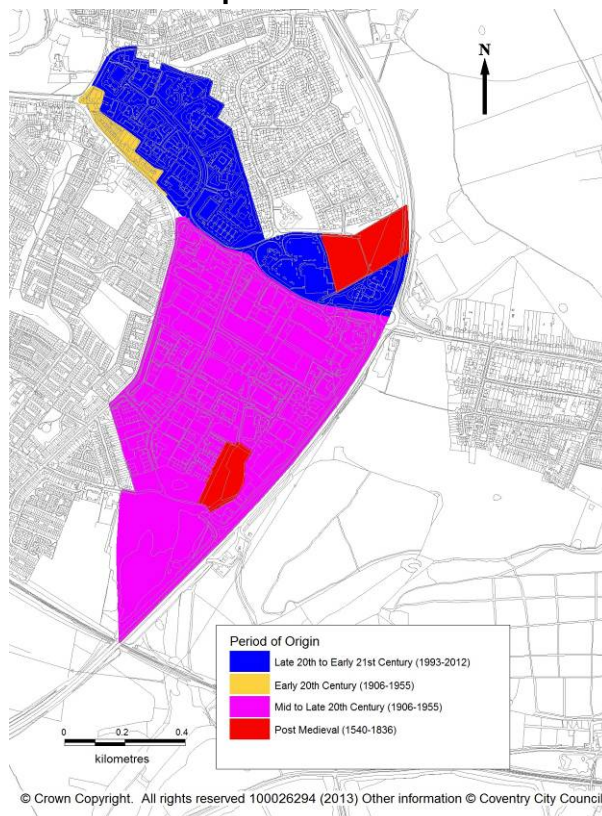 N
Period of Origin
Late 20th to Early 21st Century (1993-2012)
Early 20th Century (1906-1955)
Mid to Late 20th Century (1906-1955)
Post Medieval (1540-1836)
0 0.2 0.4
kilometres
© Crown Copyright. All rights reserved 100026294 (2013) Other information © Coventry City Council